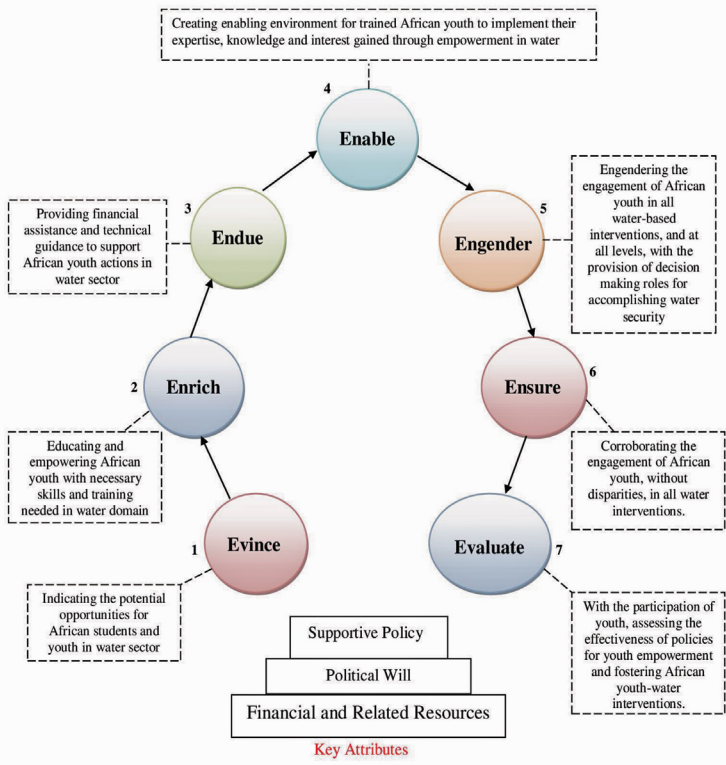 Creating enabling environment for trained African youth to implement their
expertise, knowledge and interest gained through empowerment in water
4
Enable
3
Endue
Providing financial
assistance and technical
guidance to support
African youth actions in
water sector
5
Engender
Engendering the
engagement of African
youth in all
water-based
interventions, and at
all levels, with the
provision of decision
making roles for
accomplishing water
security
2
Enrich
Educating and
empowering African
youth with necessary
skills and training
needed in water domain
6
Ensure
Corroborating the
engagement of African
youth, without
disparities, in all water
interventions.
1
Evince
Indicating the potential
opportunities for
African students and
youth in water sector
Evaluate
7
With the participation of
youth, assessing the
effectiveness of policies
for youth empowerment
and fostering African
youth-water
interventions.
Supportive Policy
Political Will
Financial and Related Resources
Key Attributes